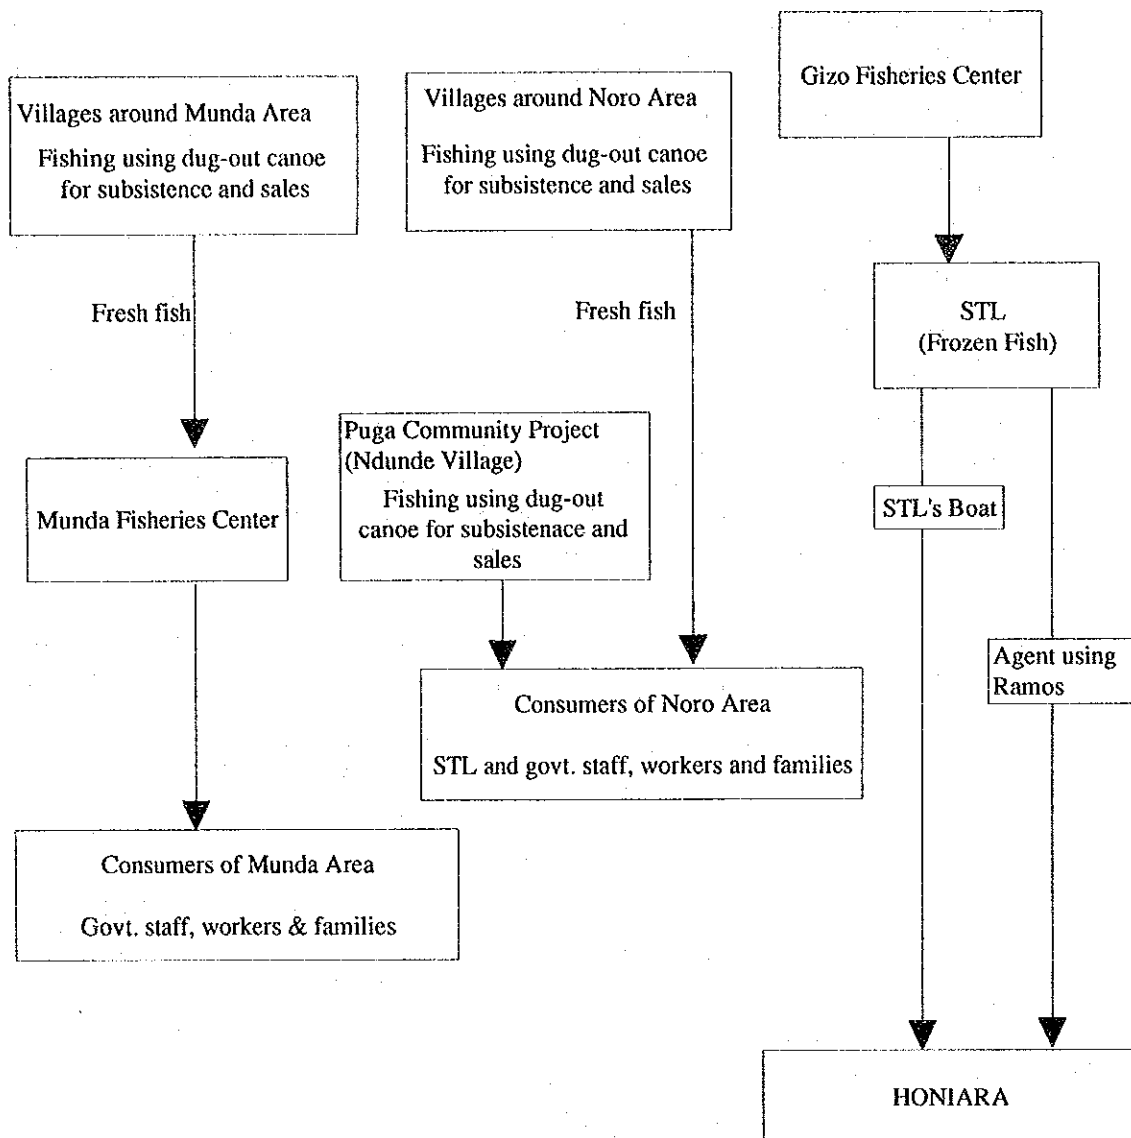 Gizo Fisheries Center
Villages around Munda Area
Fishing using dug-out canoe
for subsistence and sales
Villages around Noro Area
Fishing using dug-out canoe
for subsistence and sales
Fresh fish
Fresh fish
STL
(Frozen Fish)
Puga Community Project
(Ndunde Village)
Fishing using dug-out
canoe for subsistenace and
sales
Munda Fisheries Center
STL's Boat
Agent using
Ramos
Consumers of Noro Area
STL and govt. staff, workers and families
Consumers of Munda Area
Govt. staff, workers & families
HONIARA